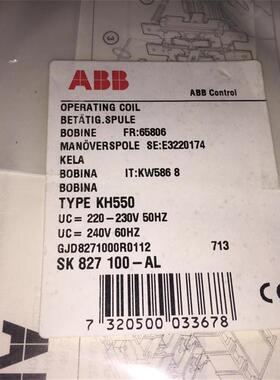 ABB
ABB Control
OPERATING COIL
BETÄTIG.SPULE
BOBINE FR:65806
MANÖVERSPOLE SE:E3220174
KELA
BOBINA IT:KW586 8
BOBINA
TYPE KH550
UC = 220-230V 50HZ
UC = 240V 60HZ
GJD8271000R0112 713
SK 827 100-AL
7 320500 033678